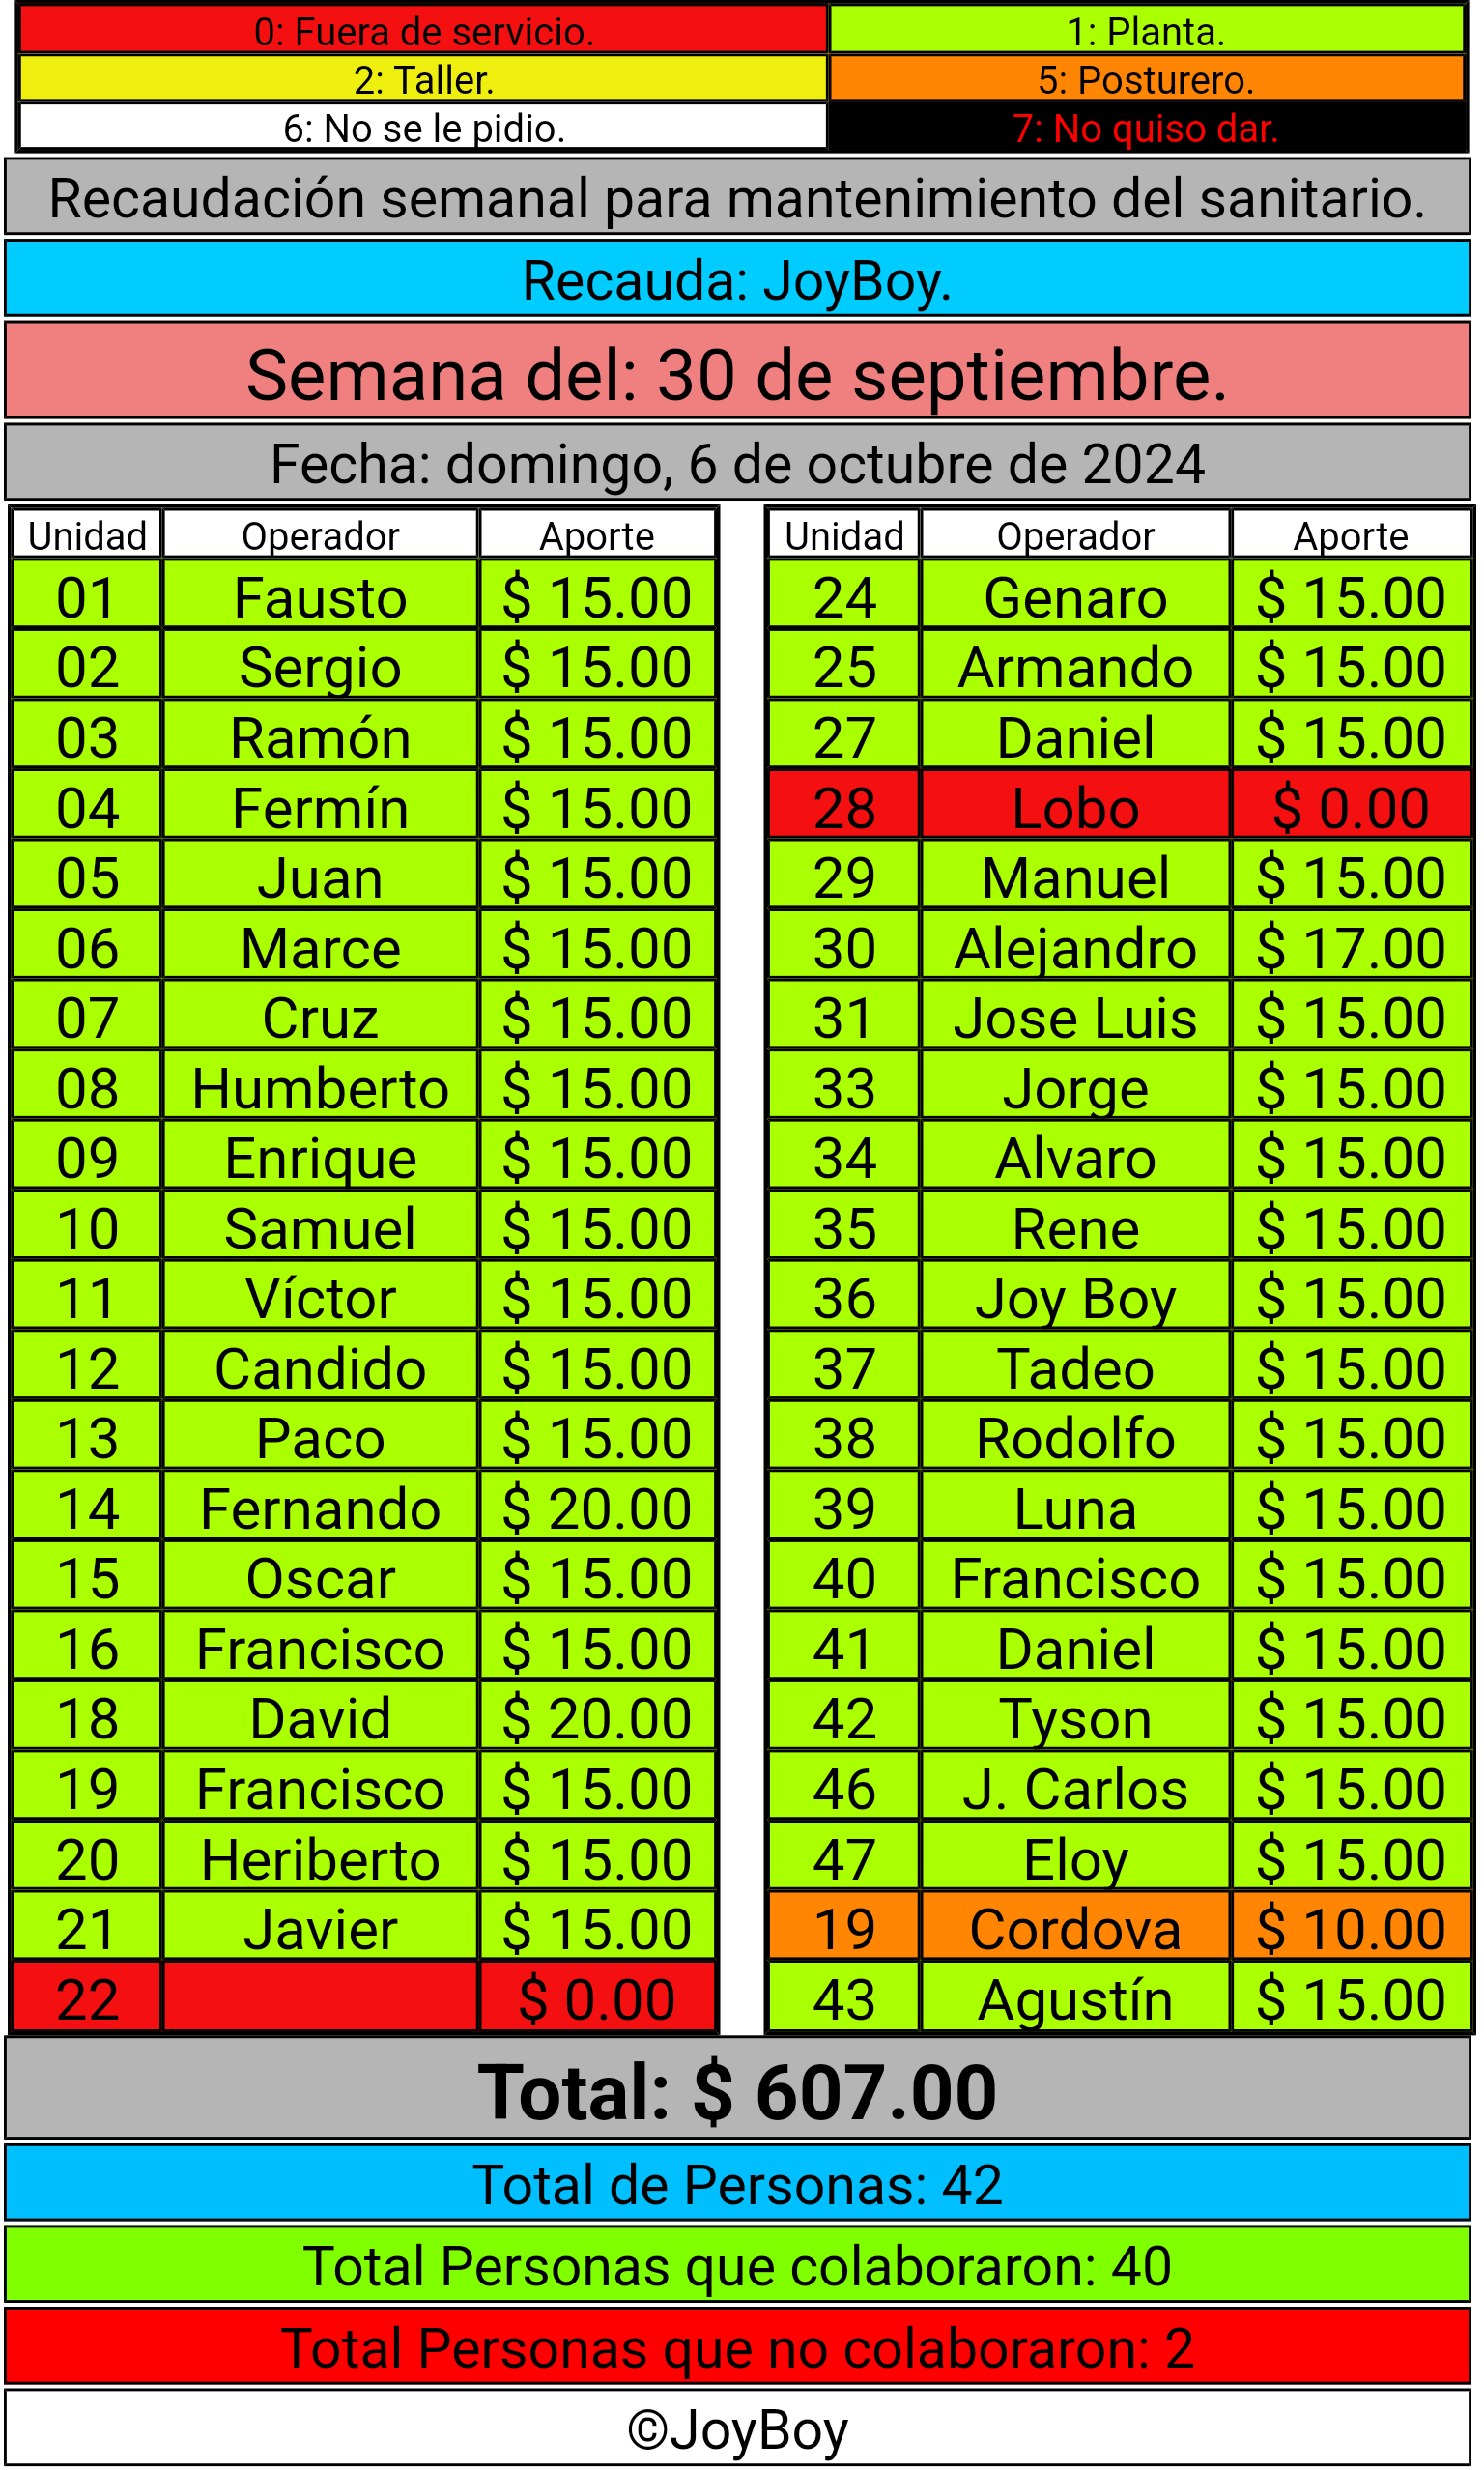 0: Fuera de servicio. 1: Planta.
2: Taller. 5: Posturero.
6: No se le pidio. 7: No quiso dar.
Recaudación semanal para mantenimiento del sanitario.
Recauda: JoyBoy.
Semana del: 30 de septiembre.
Fecha: domingo, 6 de octubre de 2024
Unidad Operador Aporte
01 Fausto $ 15.00
02 Sergio $ 15.00
03 Ramón $ 15.00
04 Fermín $ 15.00
05 Juan $ 15.00
06 Marce $ 15.00
07 Cruz $ 15.00
08 Humberto $ 15.00
09 Enrique $ 15.00
10 Samuel $ 15.00
11 Víctor $ 15.00
12 Candido $ 15.00
13 Paco $ 15.00
14 Fernando $ 20.00
15 Oscar $ 15.00
16 Francisco $ 15.00
18 David $ 20.00
19 Francisco $ 15.00
20 Heriberto $ 15.00
21 Javier $ 15.00
22 $ 0.00
Unidad Operador Aporte
24 Genaro $ 15.00
25 Armando $ 15.00
27 Daniel $ 15.00
28 Lobo $ 0.00
29 Manuel $ 15.00
30 Alejandro $ 17.00
31 Jose Luis $ 15.00
33 Jorge $ 15.00
34 Alvaro $ 15.00
35 Rene $ 15.00
36 Joy Boy $ 15.00
37 Tadeo $ 15.00
38 Rodolfo $ 15.00
39 Luna $ 15.00
40 Francisco $ 15.00
41 Daniel $ 15.00
42 Tyson $ 15.00
46 J. Carlos $ 15.00
47 Eloy $ 15.00
19 Cordova $ 10.00
43 Agustín $ 15.00
Total: $ 607.00
Total de Personas: 42
Total Personas que colaboraron: 40
Total Personas que no colaboraron: 2
©JoyBoy